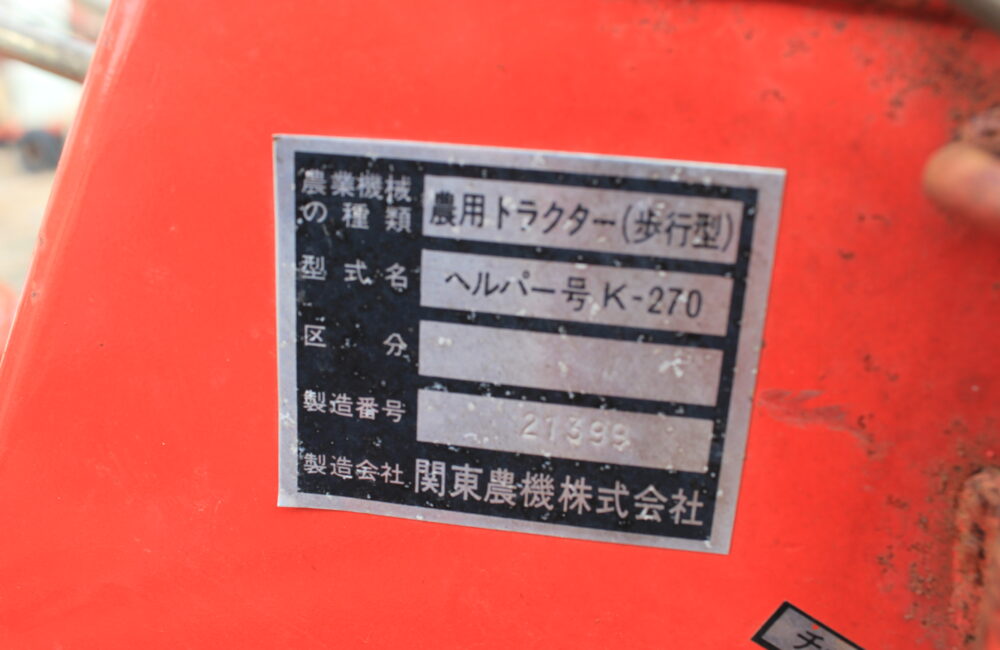 農業機械の種類 農用トラクター(歩行型)
型式名 ヘルパー号 K-270
区分
製造番号 21399
製造会社 関東農機株式会社
チ